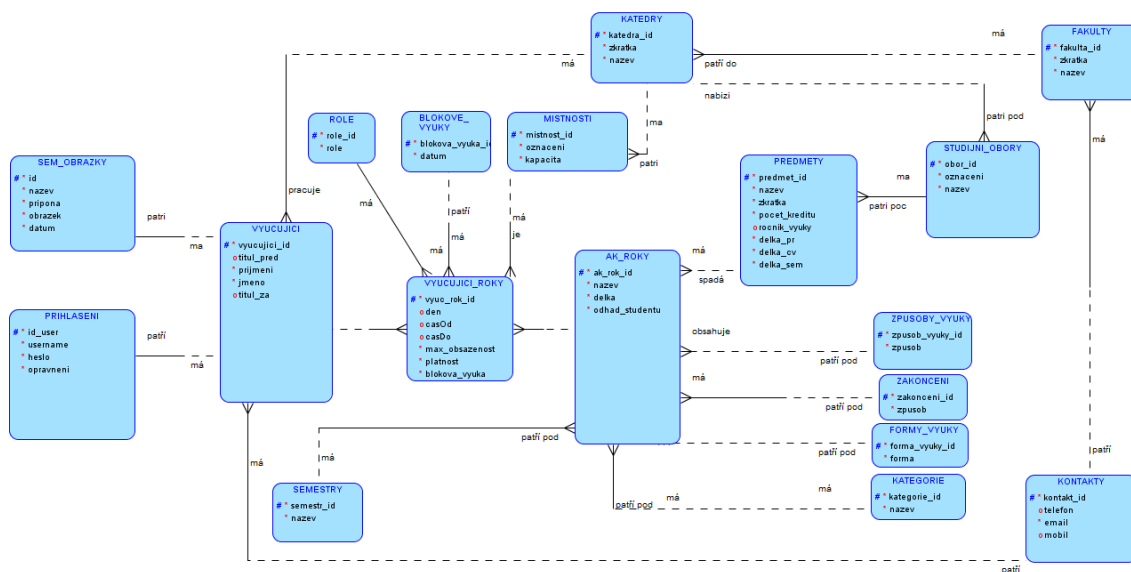 KATEDRY
# * katedra_id
* zkratka
* nazev
FAKULTY
# * fakulta_id
* zkratka
* nazev
má
patří do
má
nabizi
ma
patri
patri pod
má
ROLE
# * role_id
* role
BLOKOVE_
VYUKY
# * blokova_vyuka_id
* datum
MISTNOSTI
# * mistnost_id
* oznaceni
* kapacita
STUDIJNI_OBORY
# * obor_id
* oznaceni
* nazev
SEM_OBRAZKY
# * id
* nazev
* pripona
* obrazek
* datum
PREDMETY
# * predmet_id
* nazev
* zkratka
* pocet_kreditu
o rocnik_vyuky
* delka_pr
* delka_cv
* delka_sem
ma
patri poc
pracuje
patri
ma
má
patří
má
má
je
má
VYUCUJICI
# * vyucujici_id
o titul_pred
* prijmeni
* jmeno
o titul_za
VYUCUJICI_ROKY
# * vyuc_rok_id
o den
o casOd
o casDo
* max_obsazenost
* platnost
* blokova_vyuka
AK_ROKY
# * ak_rok_id
* nazev
* delka
* odhad_studentu
má
spadá
PRIHLASENI
# * id_user
* username
* heslo
* opravneni
patří
má
ZPUSOBY_VYUKY
# * zpusob_vyuky_id
* zpusob
obsahuje
patří pod
ZAKONCENI
# * zakonceni_id
* zpusob
má
patří pod
FORMY_VYUKY
# * forma_vyuky_id
* forma
patří pod
KATEGORIE
# * kategorie_id
* nazev
má
má
patří pod
patří pod
má
SEMESTRY
# * semestr_id
* nazev
má
KONTAKTY
# * kontakt_id
o telefon
* email
o mobil
patří
patří